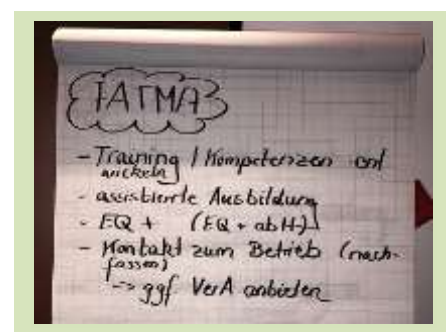 FATMA
- Training / Kompetenzen ent
wickeln
- assistierte Ausbildung
- EQ + (EQ + abH)
- Kontakt zum Betrieb (nach-
fassen)
-> ggf VerA anbieten